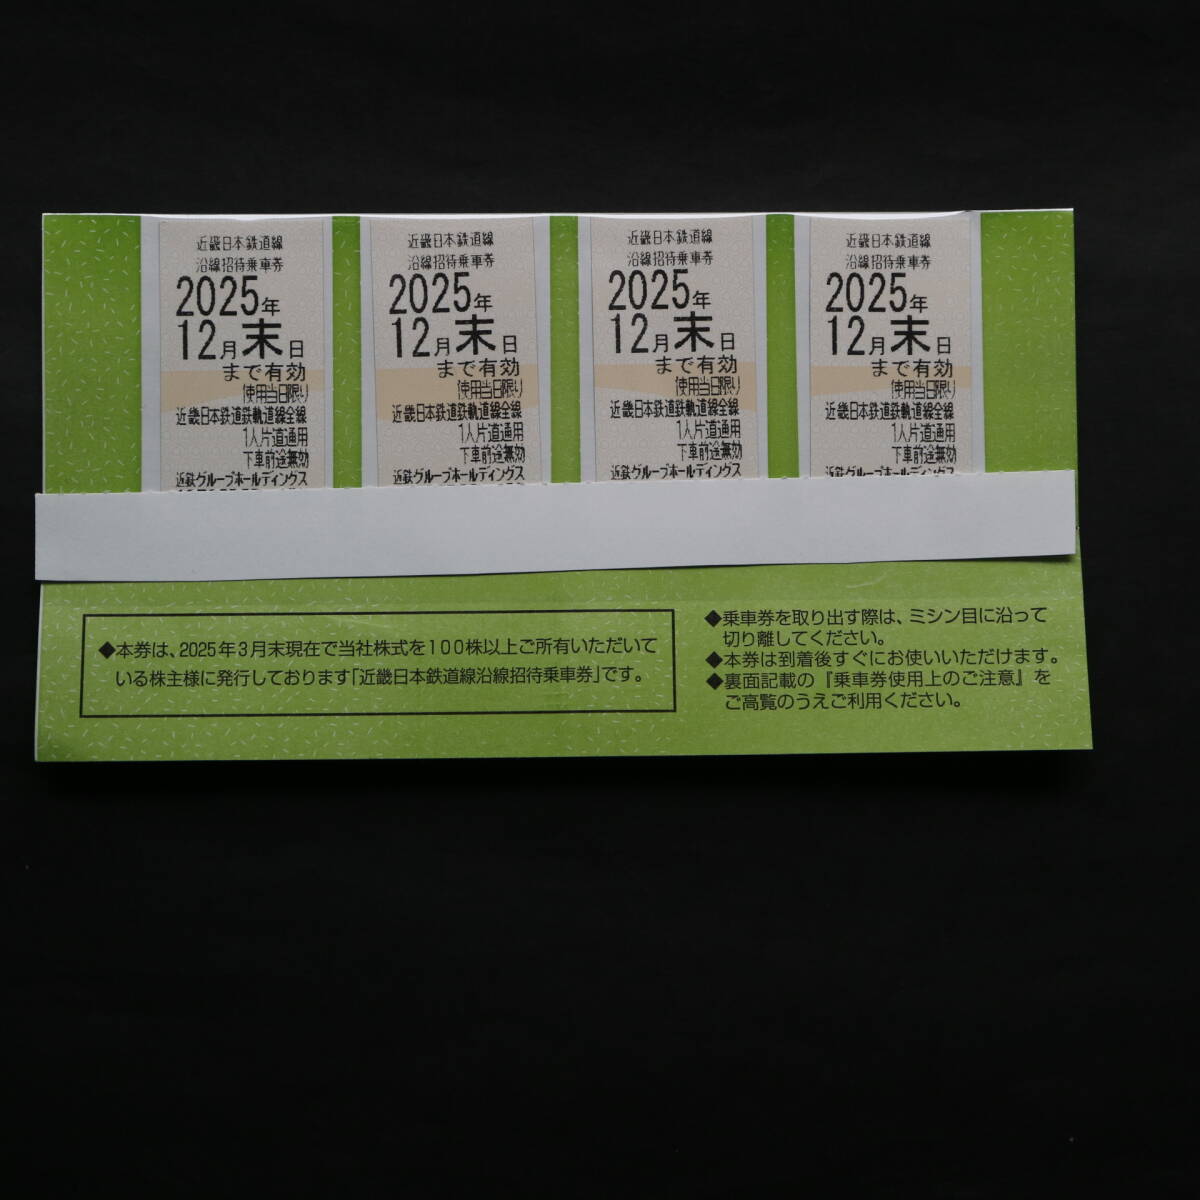 近畿日本鉄道線
沿線招待乗車券
2025年
12月末日
まで有効
(使用当日限り)
近畿日本鉄道鉄軌道線全線
1人片道通用
下車前途無効
近鉄グループホールディングス
近畿日本鉄道線
沿線招待乗車券
2025年
12月末日
まで有効
(使用当日限り)
近畿日本鉄道鉄軌道線全線
1人片道通用
下車前途無効
近鉄グループホールディングス
近畿日本鉄道線
沿線招待乗車券
2025年
12月末日
まで有効
(使用当日限り)
近畿日本鉄道鉄軌道線全線
1人片道通用
下車前途無効
近鉄グループホールディングス
近畿日本鉄道線
沿線招待乗車券
2025年
12月末日
まで有効
(使用当日限り)
近畿日本鉄道鉄軌道線全線
1人片道通用
下車前途無効
近鉄グループホールディングス
◆本券は、2025年3月末現在で当社株式を100株以上ご所有いただいて
いる株主様に発行しております「近畿日本鉄道線沿線招待乗車券」です。
◆乗車券を取り出す際は、ミシン目に沿って
切り離してください。
◆本券は到着後すぐにお使いいただけます。
◆裏面記載の『乗車券使用上のご注意』を
ご高覧のうえご利用ください。